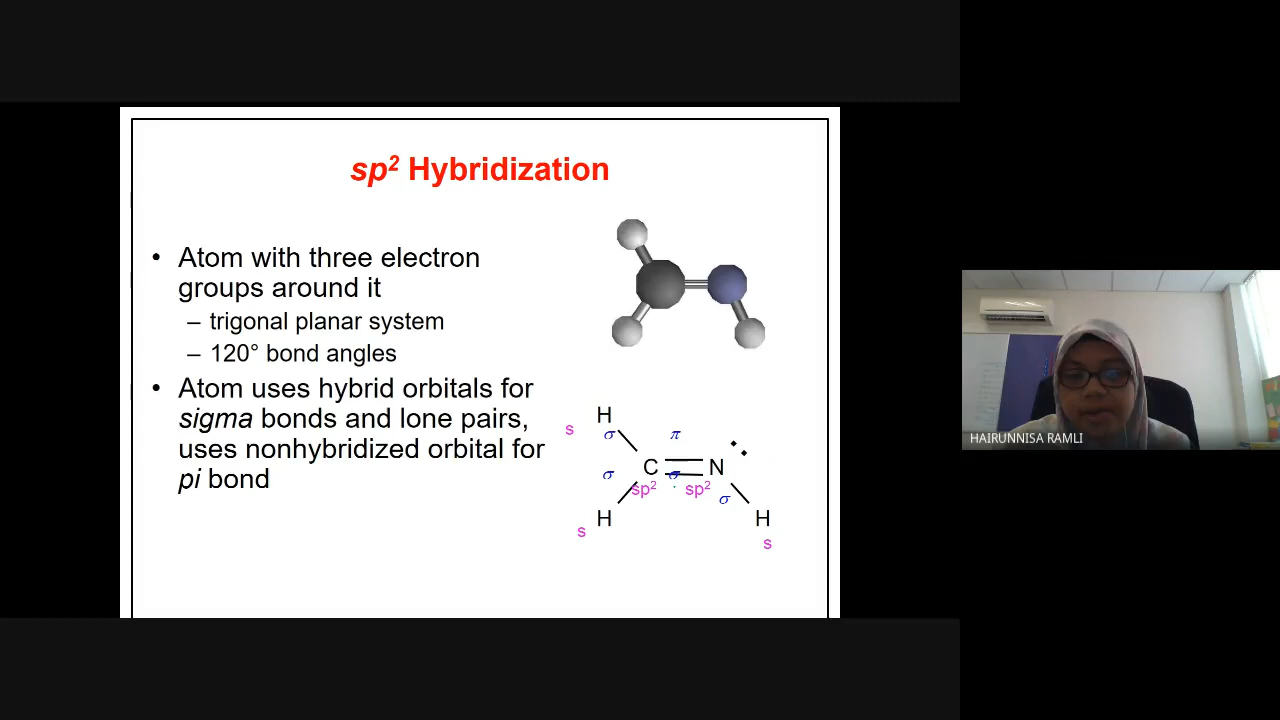 sp² Hybridization
• Atom with three electron
groups around it
– trigonal planar system
– 120° bond angles
• Atom uses hybrid orbitals for
sigma bonds and lone pairs,
uses nonhybridized orbital for
pi bond
H
s
σ
π
σ
C
σ
N
sp²
sp²
σ
H
H
s
s
HAIRUNNISA RAMLI